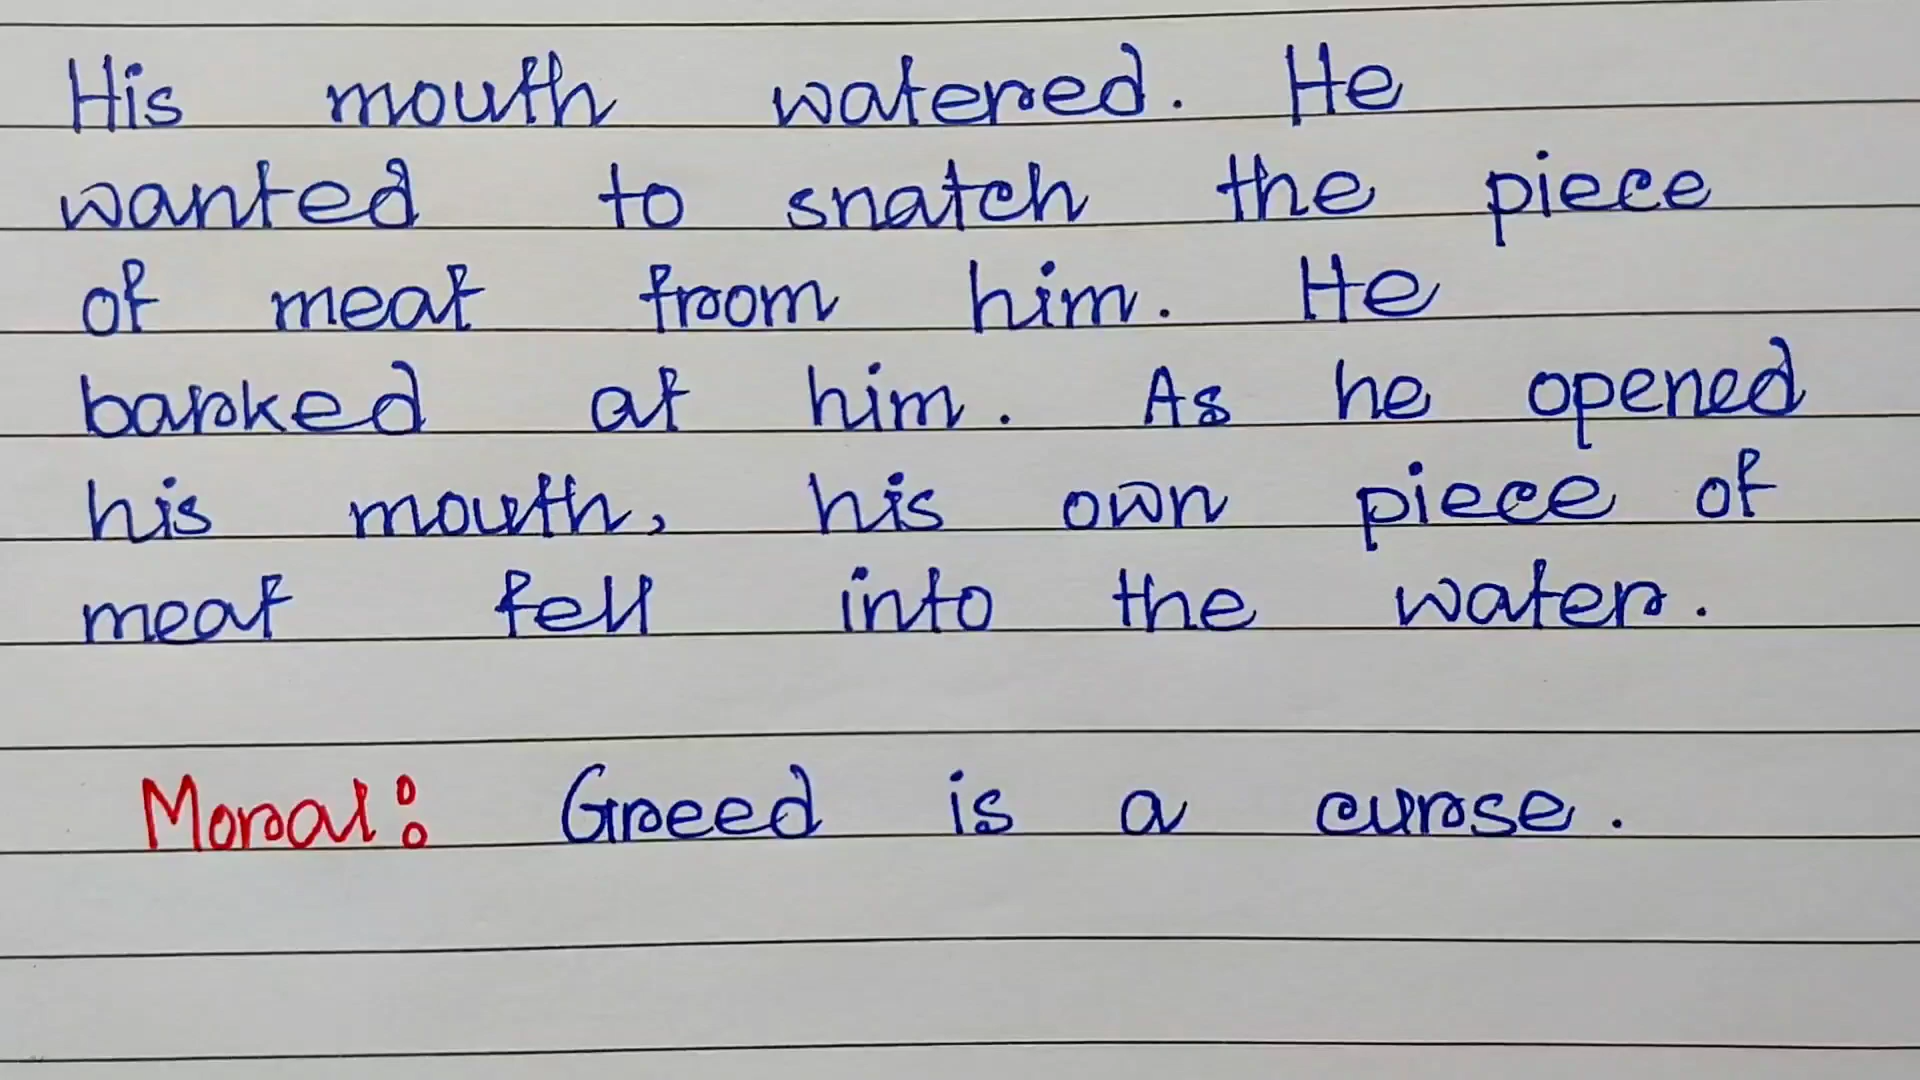 His mouth watered. He
wanted to snatch the piece
of meat from him. He
barked at him. As he opened
his mouth, his own piece of
meat fell into the water.
Moral: Greed is a curse.